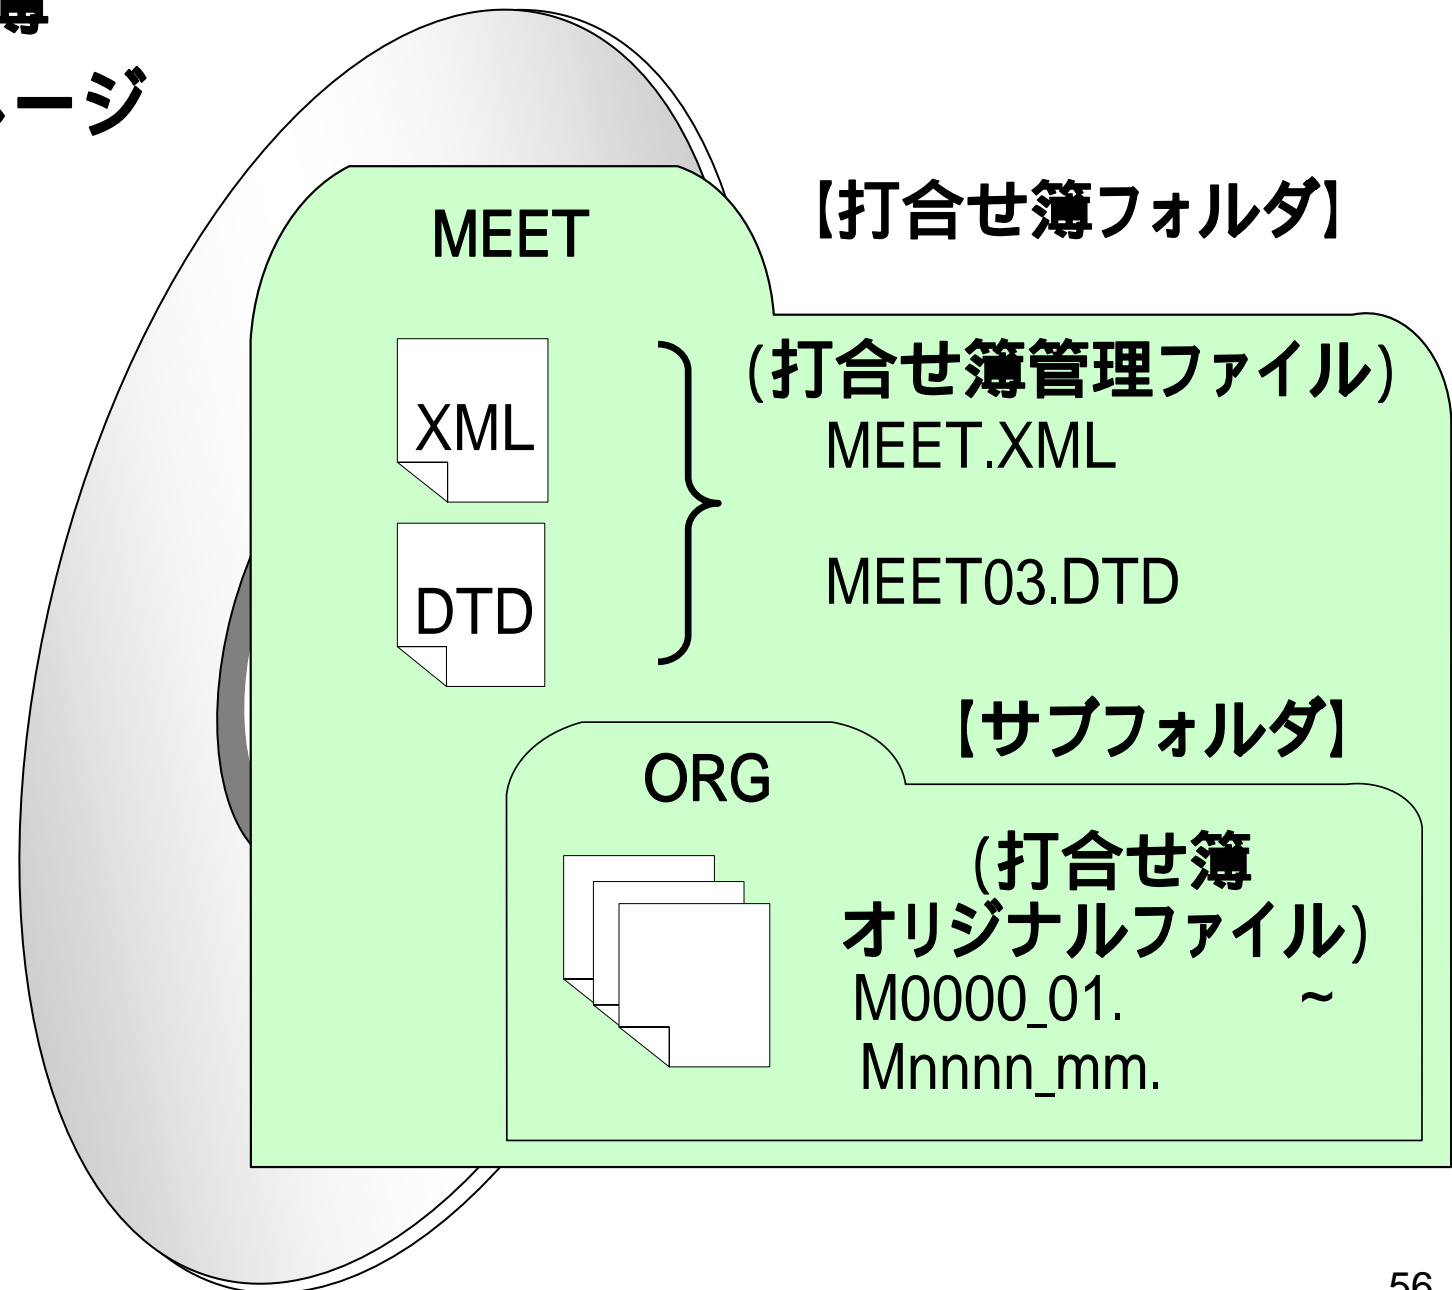 簿
ージ
【打合せ簿フォルダ】
MEET
(打合せ簿管理ファイル)
XML
MEET.XML
DTD
MEET03.DTD
【サブフォルダ】
ORG
(打合せ簿
オリジナルファイル)
M0000_01. ~
Mnnnn_mm.
56